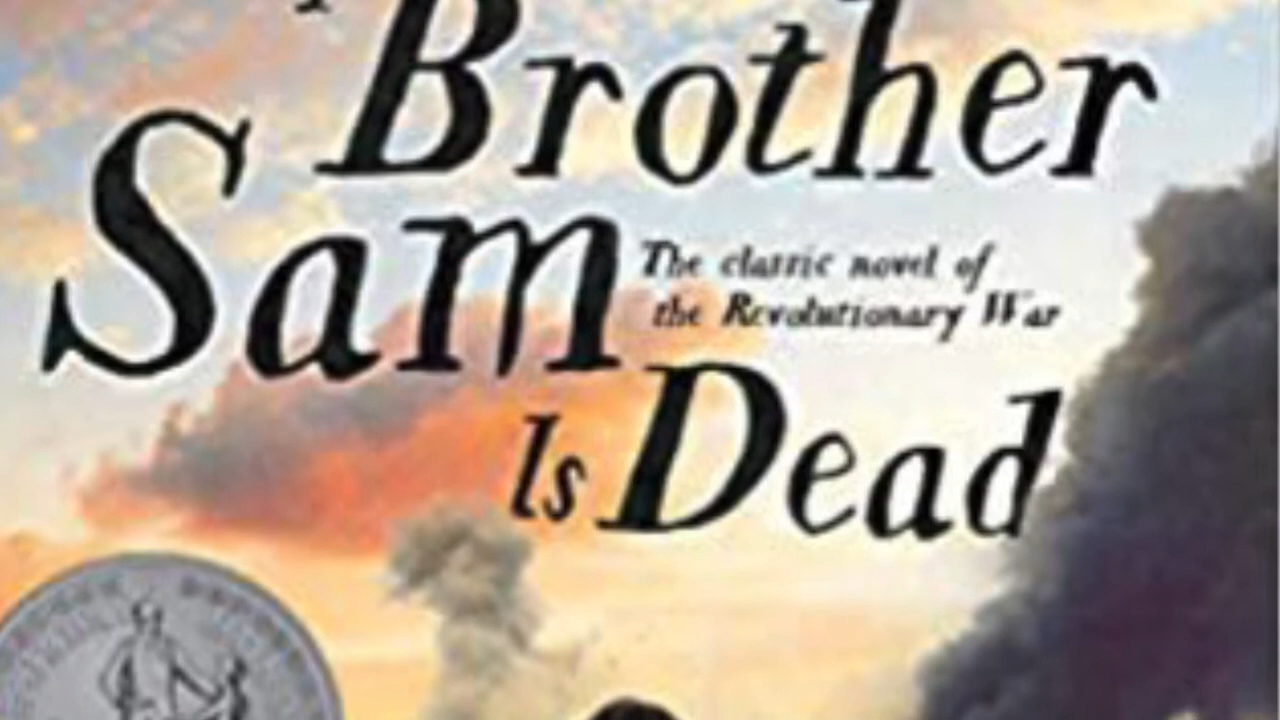 Brother
Sam
The classic novel of
the Revolutionary War
Is Dead